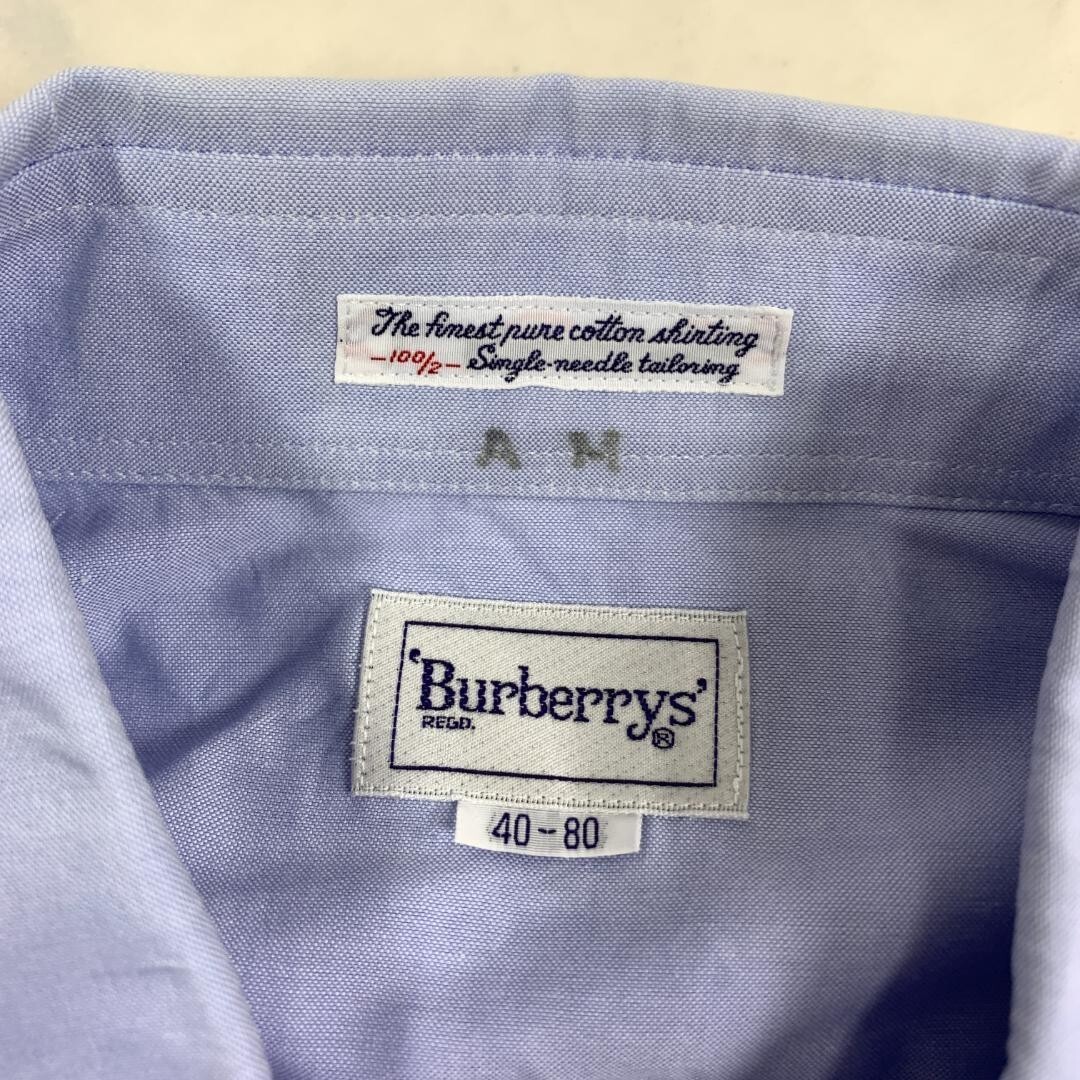 The finest pure cotton shirting
-100/2- Single-needle tailoring
A M
'Burberrys'
REGD. ®
40-80